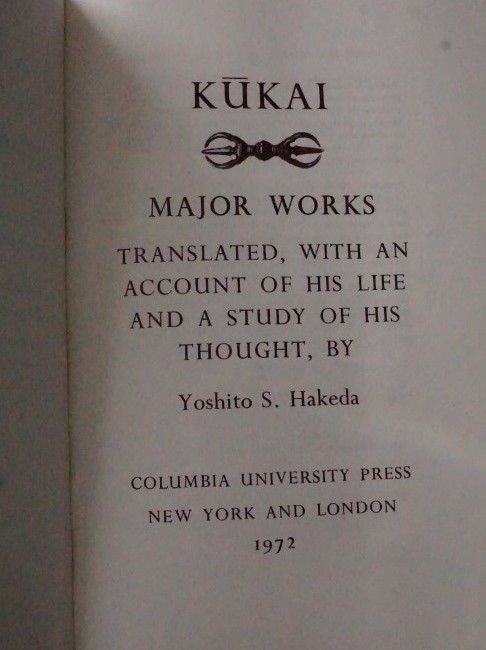 KŪKAI
MAJOR WORKS
TRANSLATED, WITH AN
ACCOUNT OF HIS LIFE
AND A STUDY OF HIS
THOUGHT, BY
Yoshito S. Hakeda
COLUMBIA UNIVERSITY PRESS
NEW YORK AND LONDON
1972